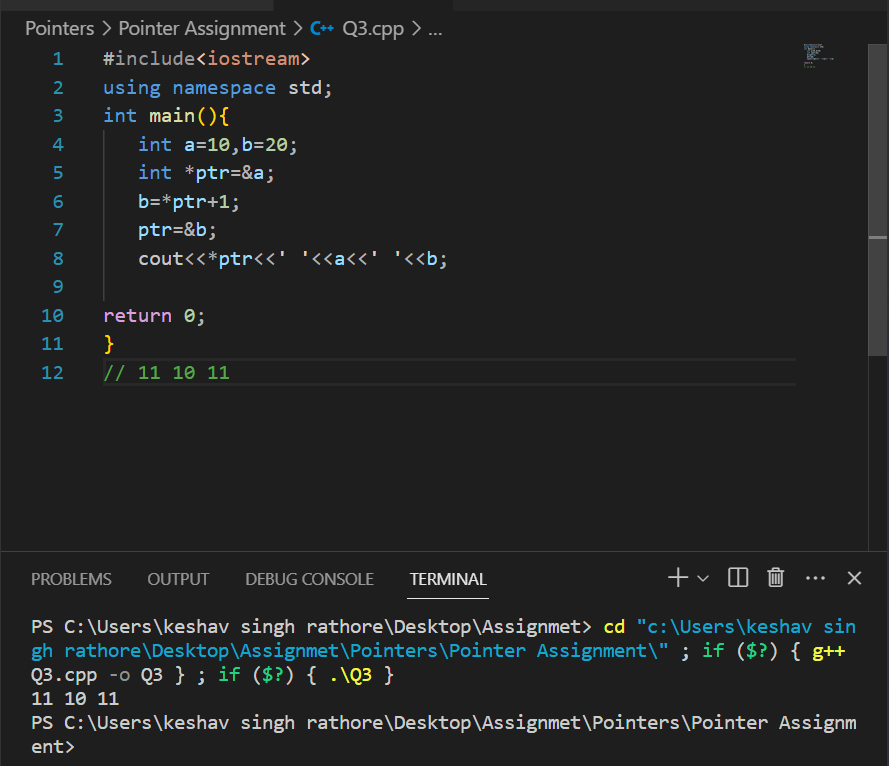 Pointers > Pointer Assignment > C++ Q3.cpp > ...
1 #include<iostream>
2 using namespace std;
3 int main(){
4 int a=10,b=20;
5 int *ptr=&a;
6 b=*ptr+1;
7 ptr=&b;
8 cout<<*ptr<<' '<<a<<' '<<b;
9
10 return 0;
11 }
12 // 11 10 11
PROBLEMS OUTPUT DEBUG CONSOLE TERMINAL
PS C:\Users\keshav singh rathore\Desktop\Assignmet> cd "c:\Users\keshav sin
gh rathore\Desktop\Assignmet\Pointers\Pointer Assignment\" ; if ($?) { g++
Q3.cpp -o Q3 } ; if ($?) { .\Q3 }
11 10 11
PS C:\Users\keshav singh rathore\Desktop\Assignmet\Pointers\Pointer Assignm
ent>